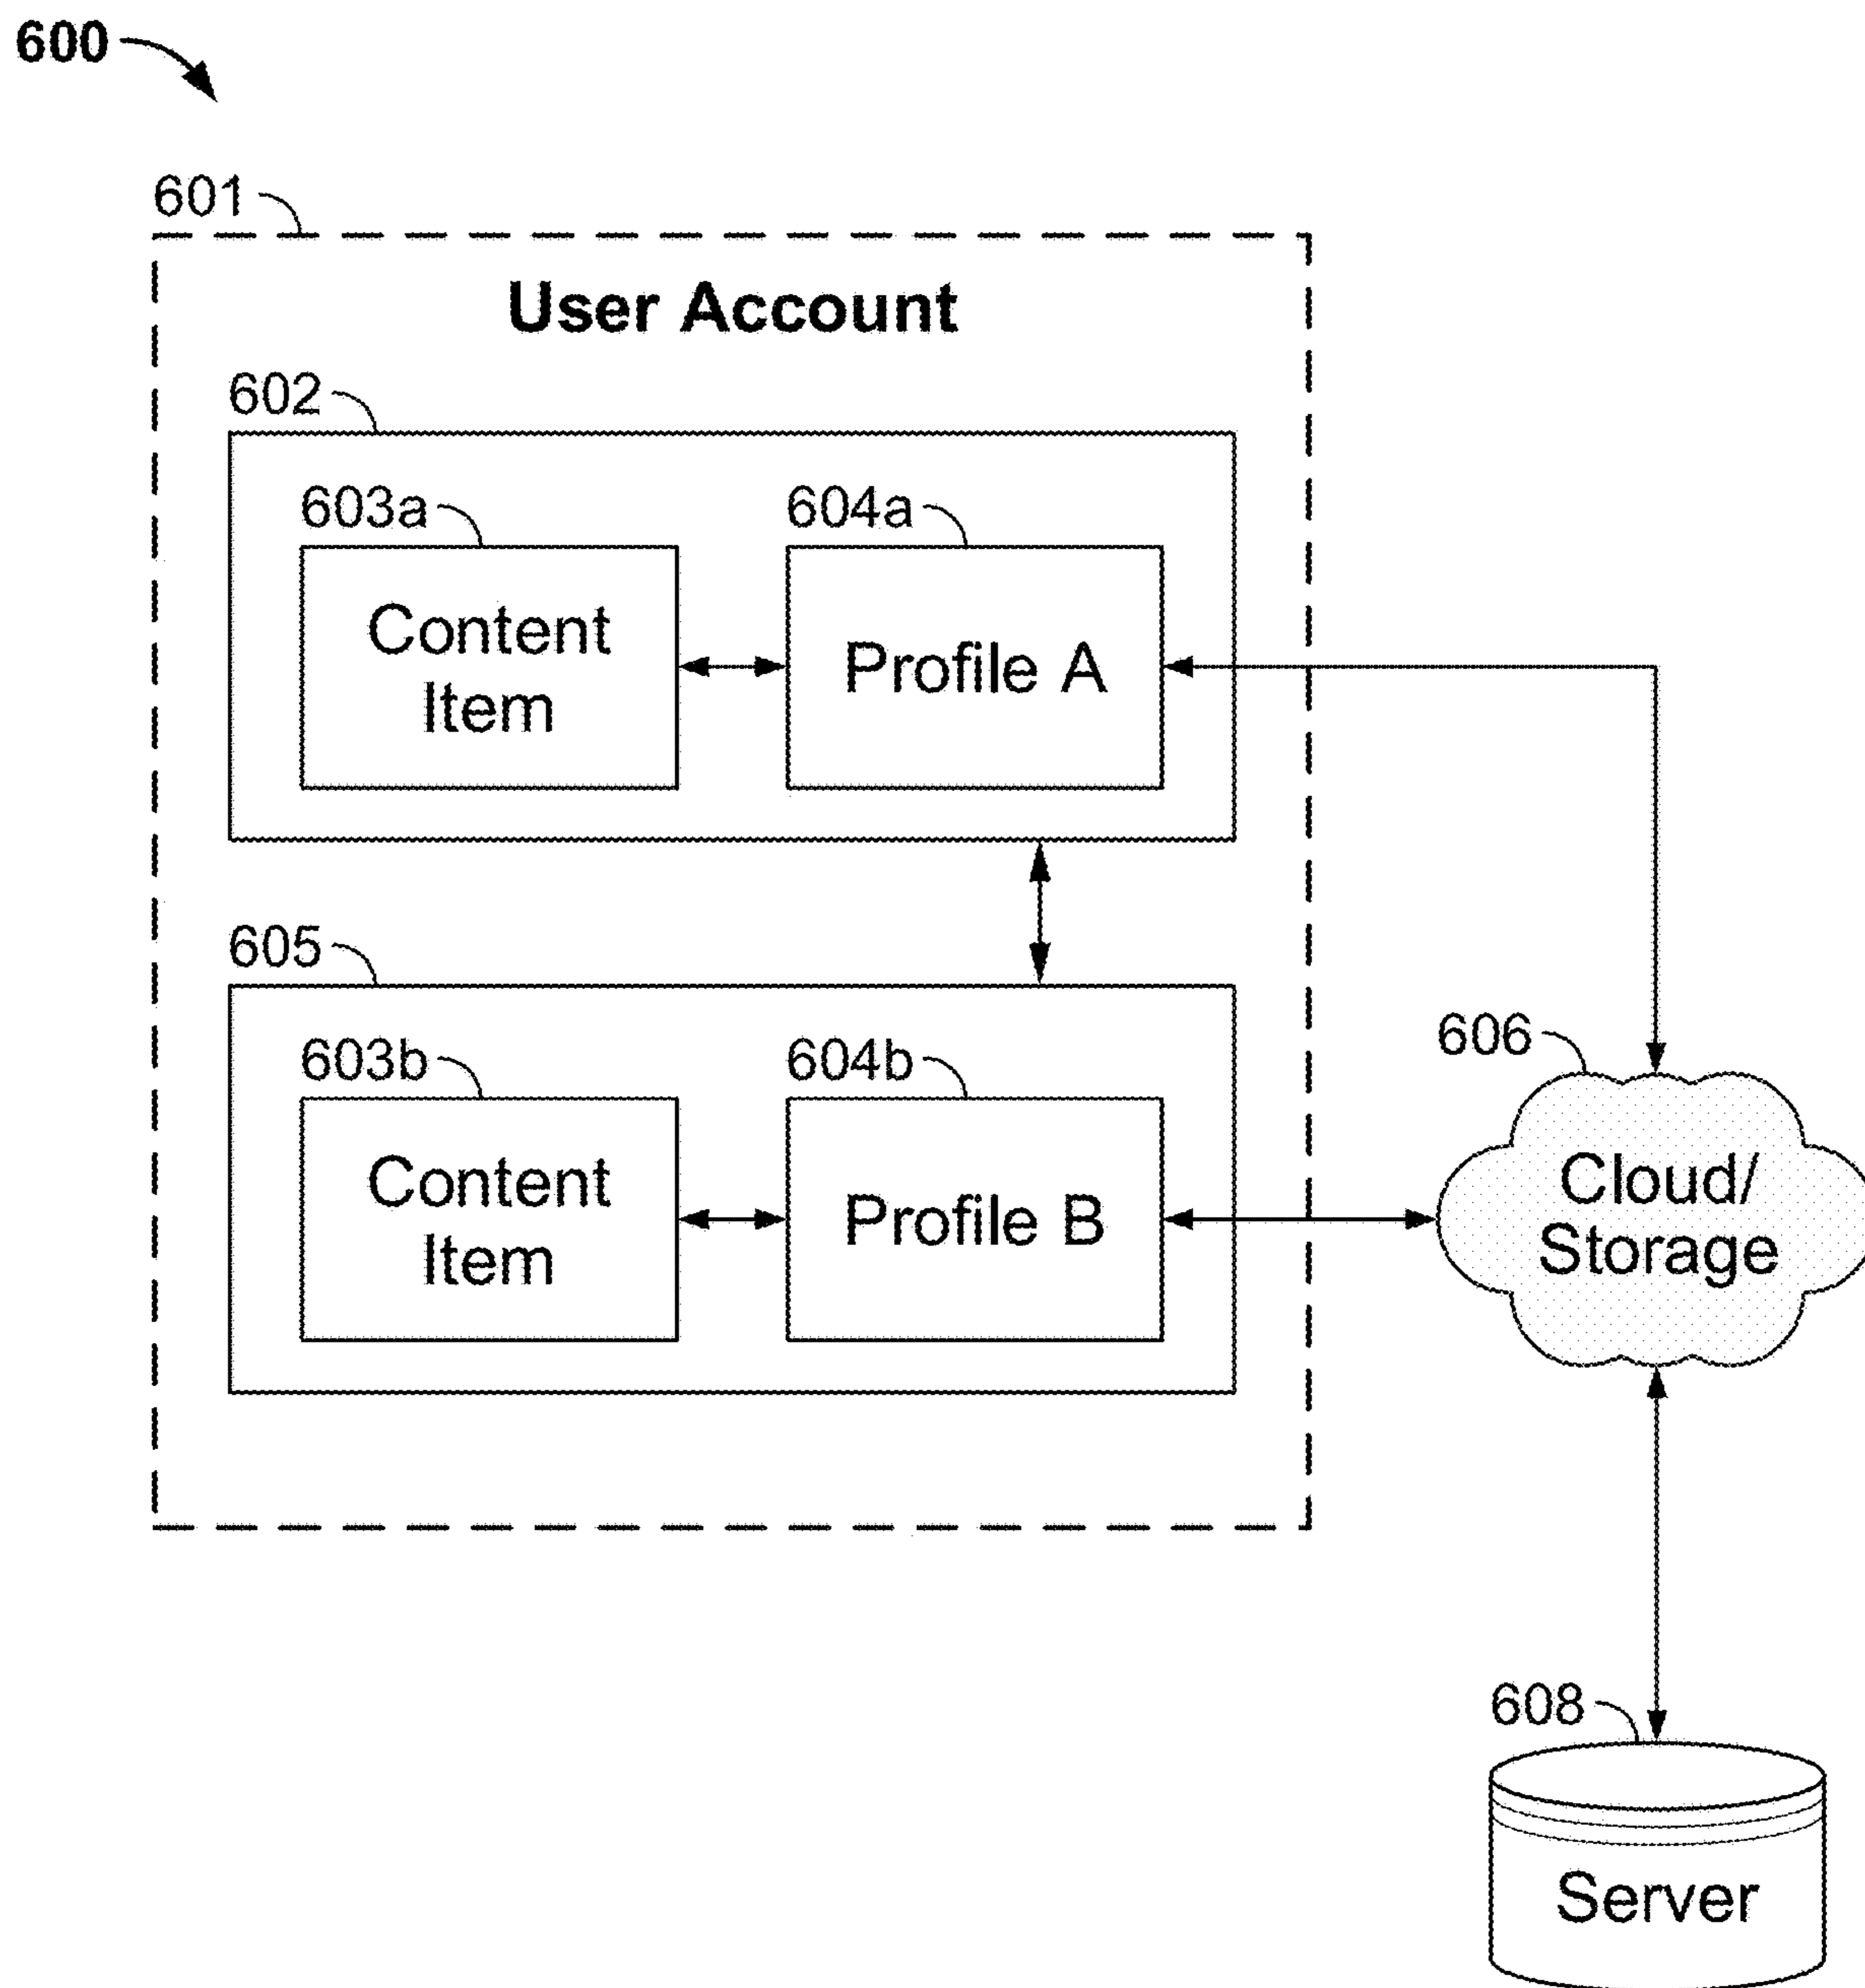 600
601
User Account
602
603a
604a
Content
Item
Profile A
605
603b
604b
Content
Item
Profile B
606
Cloud/
Storage
608
Server